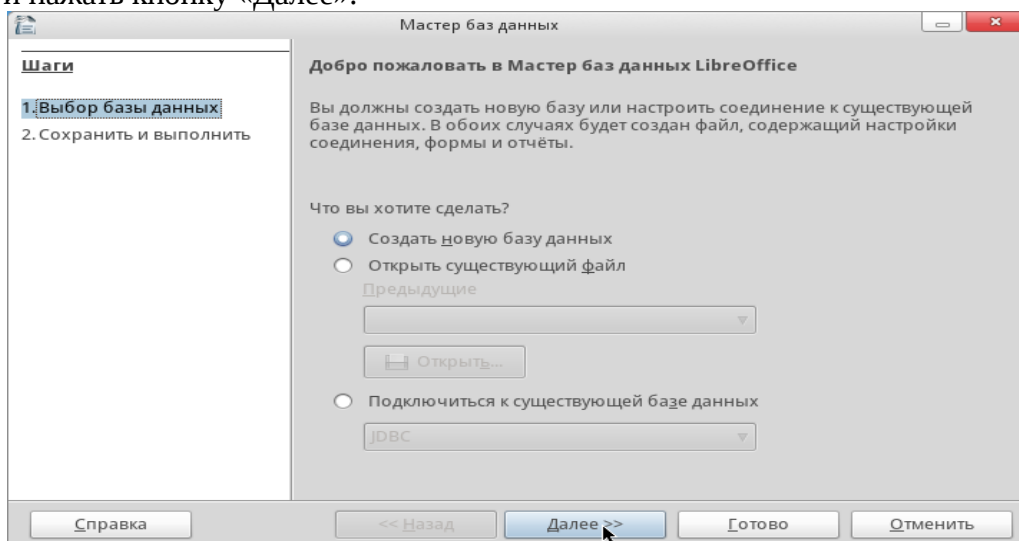 и нажать кнопку «Далее».
Мастер баз данных
Шаги
1. Выбор базы данных
2. Сохранить и выполнить
Добро пожаловать в Мастер баз данных LibreOffice
Вы должны создать новую базу или настроить соединение к существующей
базе данных. В обоих случаях будет создан файл, содержащий настройки
соединения, формы и отчёты.
Что вы хотите сделать?
Создать новую базу данных
Открыть существующий файл
Предыдущие
Открыть...
Подключиться к существующей базе данных
JDBC
Справка
<< Назад
Далее >>
Готово
Отменить